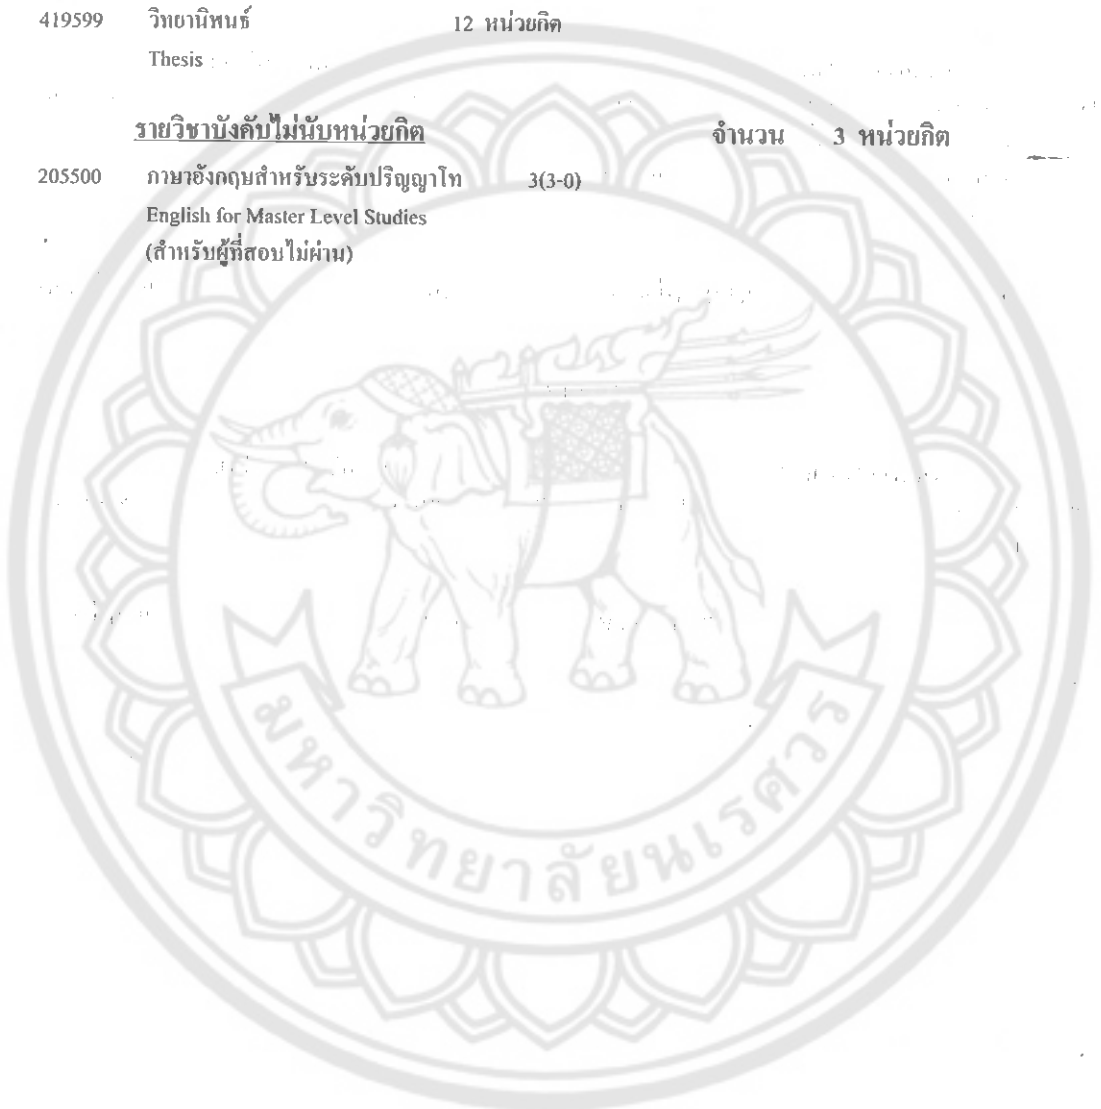 419599 วิทยานิพนธ์ 12 หน่วยกิต
Thesis
รายวิชาบังคับไม่นับหน่วยกิต จำนวน 3 หน่วยกิต
205500 ภาษาอังกฤษสำหรับระดับปริญญาโท 3(3-0)
English for Master Level Studies
(สำหรับผู้ที่สอบไม่ผ่าน)
มหาวิทยาลัยนเรศวร